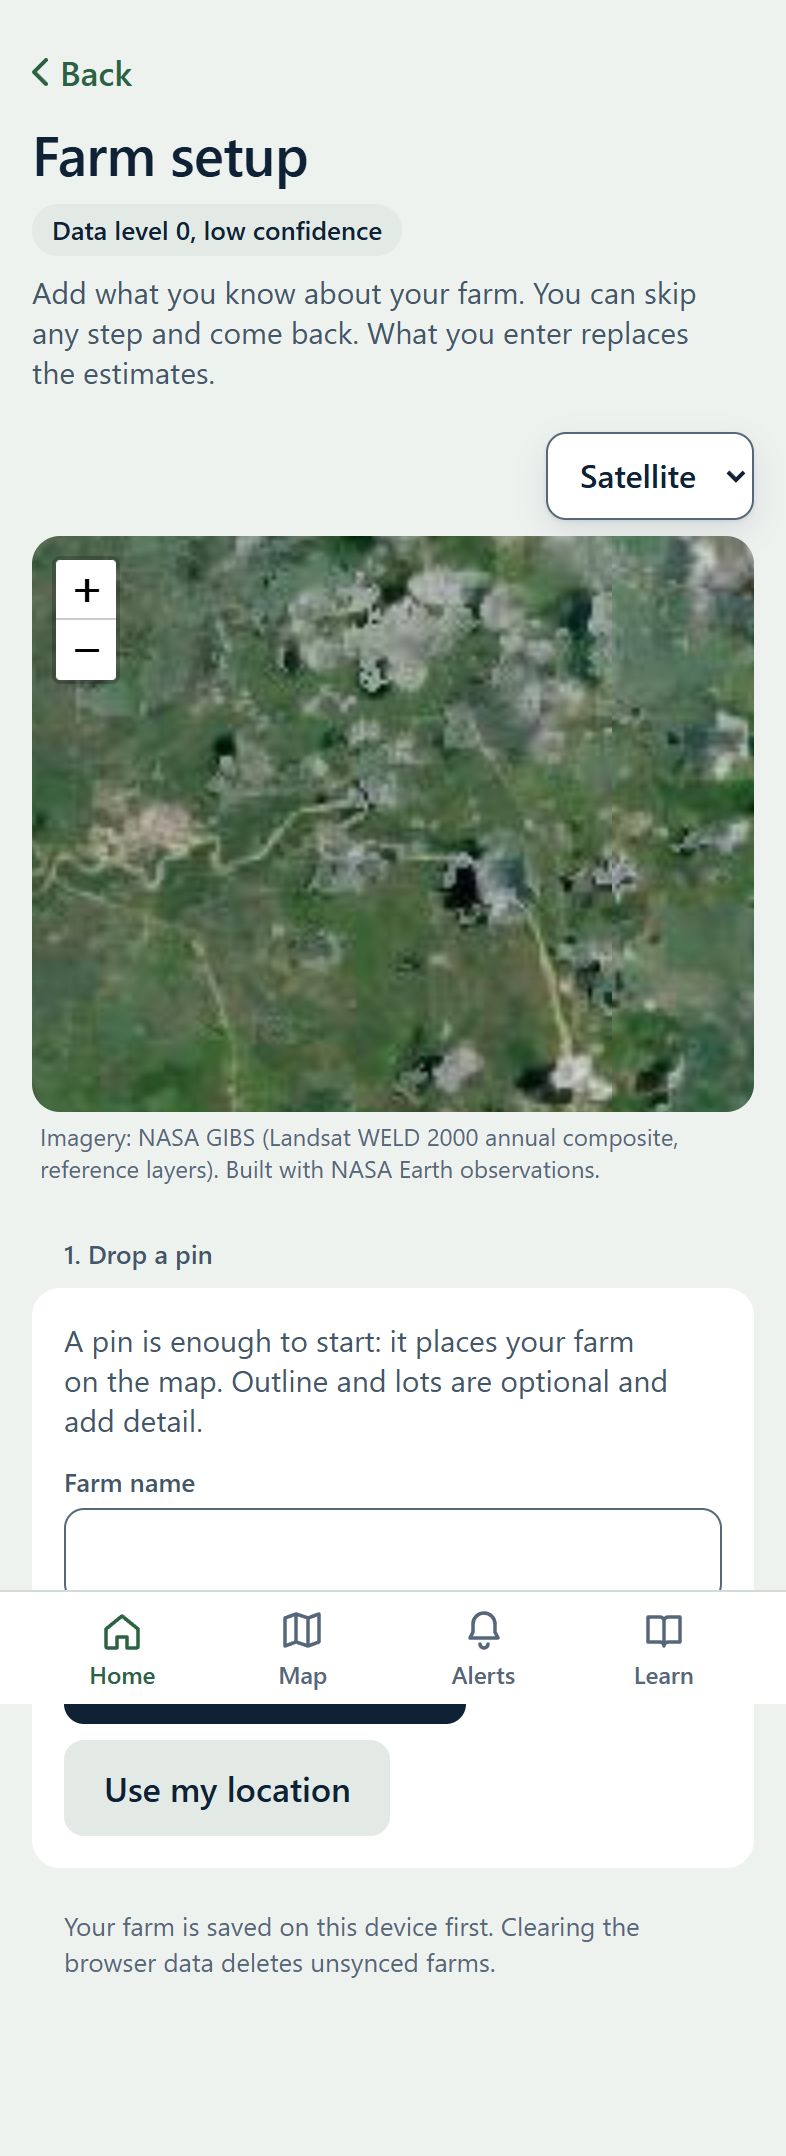 Back
Farm setup
Data level 0, low confidence
Add what you know about your farm. You can skip
any step and come back. What you enter replaces
the estimates.
Satellite
+
−
Imagery: NASA GIBS (Landsat WELD 2000 annual composite,
reference layers). Built with NASA Earth observations.
1. Drop a pin
A pin is enough to start: it places your farm
on the map. Outline and lots are optional and
add detail.
Farm name
Home
Map
Alerts
Learn
Use my location
Your farm is saved on this device first. Clearing the
browser data deletes unsynced farms.